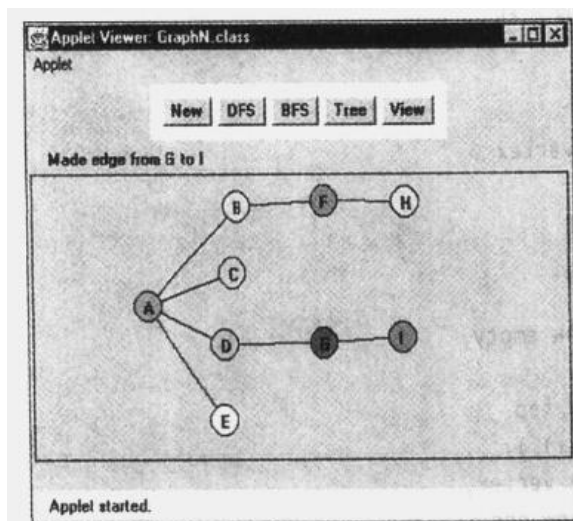 Applet Viewer: GraphN.class
Applet
New DFS BFS Tree View
Made edge from G to I
B F H
C
A
D G I
E
Applet started.